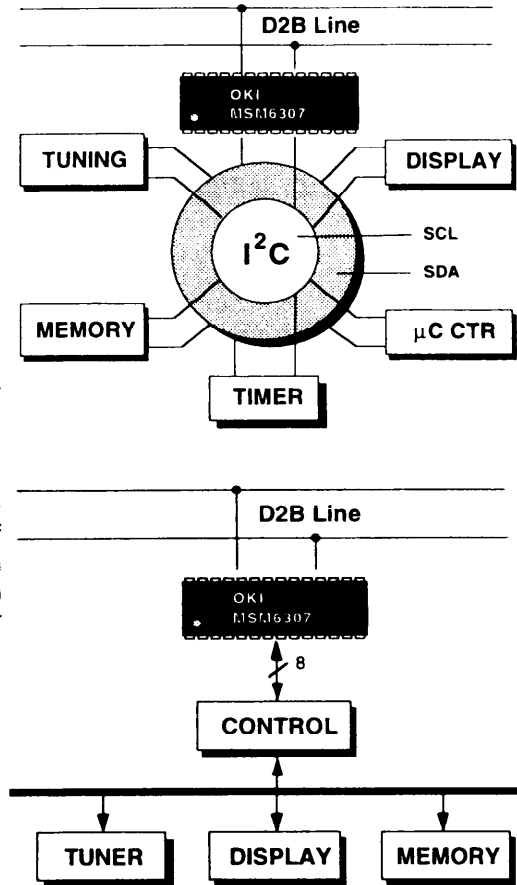 D2B Line
OKI
MSM6307
TUNING
DISPLAY
I²C
SCL
SDA
MEMORY
µC CTR
TIMER
D2B Line
OKI
MSM6307
8
CONTROL
TUNER
DISPLAY
MEMORY